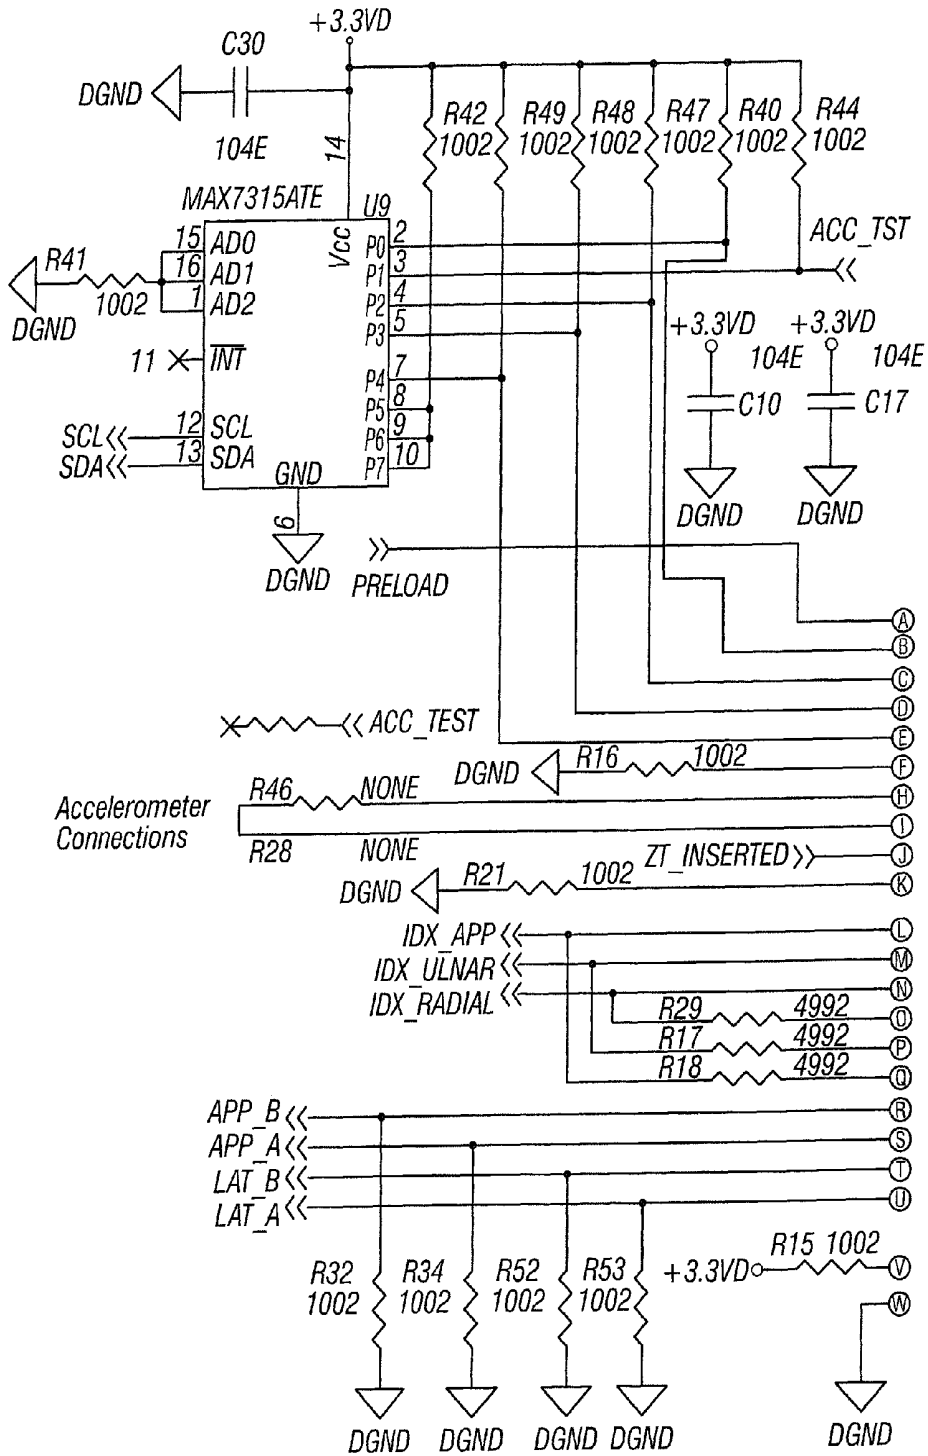 +3.3VD
C30
DGND
104E
14
R42
1002
R49
1002
R48
1002
R47
1002
R40
1002
R44
1002
MAX7315ATE
U9
Vcc
15 AD0
16 AD1
1 AD2
R41
1002
DGND
11
INT
SCL
12 SCL
SDA
13 SDA
GND
6
DGND
P0 2
P1 3
P2 4
P3 5
P4 7
P5 8
P6 9
P7 10
ACC_TST
+3.3VD
104E
C10
DGND
+3.3VD
104E
C17
DGND
PRELOAD
A
B
C
D
ACC_TEST
E
DGND
R16
1002
F
Accelerometer
Connections
R46
NONE
H
R28
NONE
I
ZT_INSERTED
J
DGND
R21
1002
K
IDX_APP
L
IDX_ULNAR
M
IDX_RADIAL
N
R29
4992
O
R17
4992
P
R18
4992
Q
APP_B
R
APP_A
S
LAT_B
T
LAT_A
U
R32
1002
R34
1002
R52
1002
R53
1002
+3.3VD
R15 1002
V
W
DGND
DGND
DGND
DGND
DGND